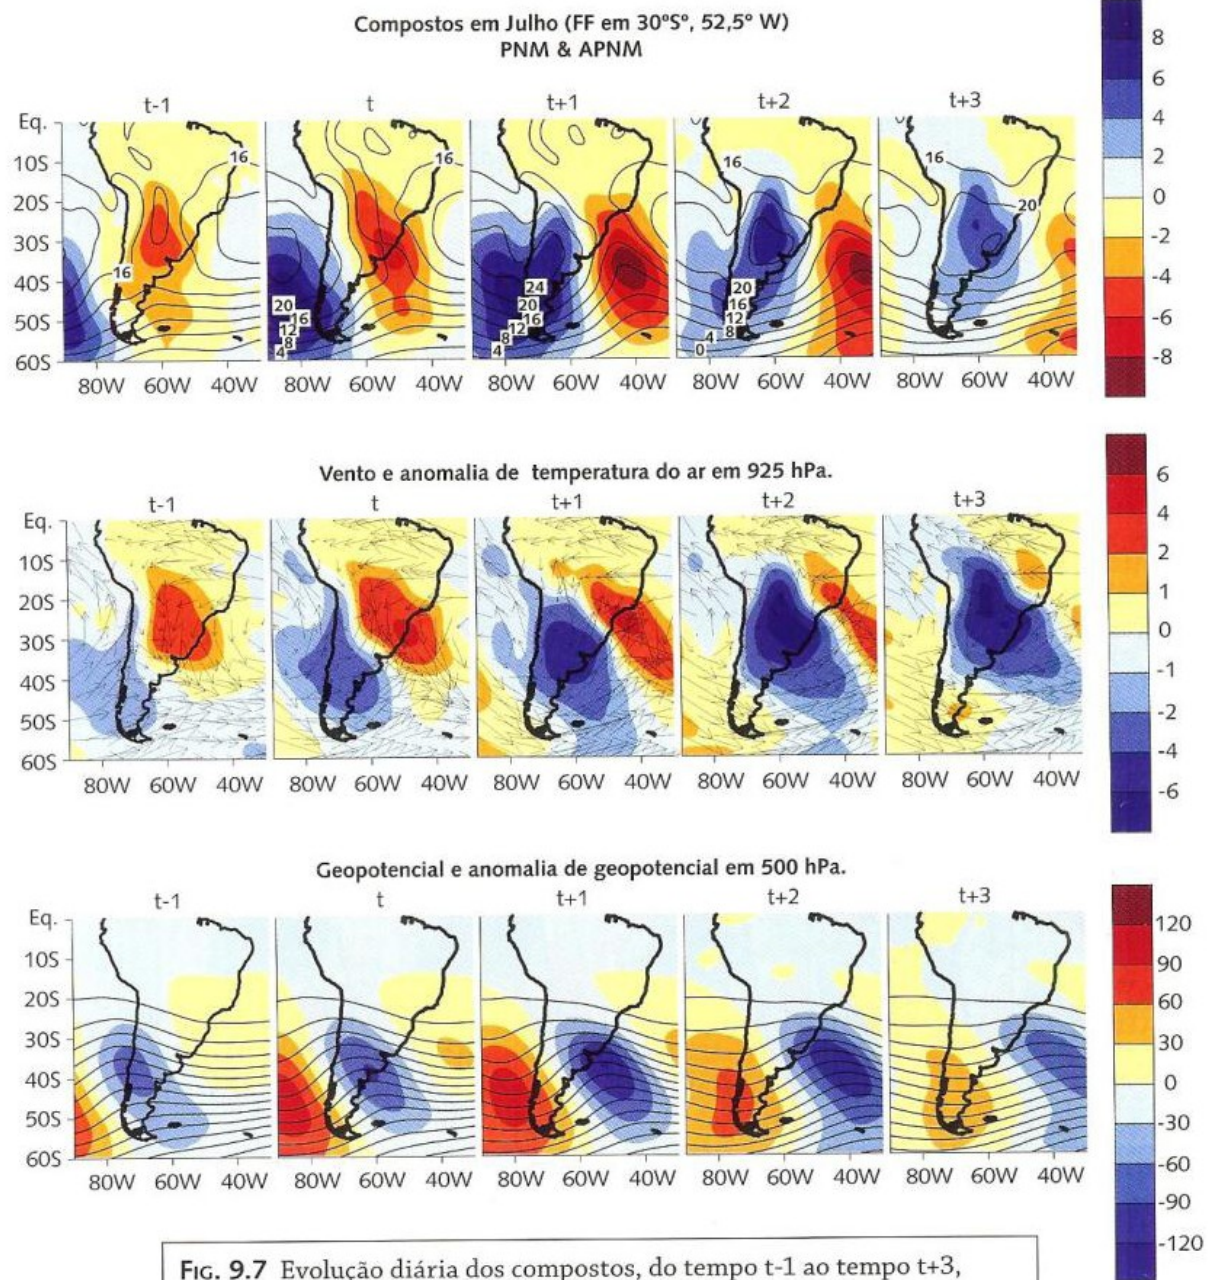 Compostos em Julho (FF em 30°S°, 52,5° W)
PNM & APNM
t-1 t t+1 t+2 t+3
Eq.
10S
20S
30S
40S
50S
60S
16
16
16
20
16
12
8
4
24
20
16
12
8
4
16
20
16
12
8
4
0
16
20
80W 60W 40W 80W 60W 40W 80W 60W 40W 80W 60W 40W 80W 60W 40W
8
6
4
2
0
-2
-4
-6
-8
Vento e anomalia de temperatura do ar em 925 hPa.
t-1 t t+1 t+2 t+3
Eq.
10S
20S
30S
40S
50S
60S
80W 60W 40W 80W 60W 40W 80W 60W 40W 80W 60W 40W 80W 60W 40W
6
4
2
1
0
-1
-2
-4
-6
Geopotencial e anomalia de geopotencial em 500 hPa.
t-1 t t+1 t+2 t+3
Eq.
10S
20S
30S
40S
50S
60S
80W 60W 40W 80W 60W 40W 80W 60W 40W 80W 60W 40W 80W 60W 40W
120
90
60
30
0
-30
-60
-90
-120
FIG. 9.7 Evolução diária dos compostos, do tempo t-1 ao tempo t+3,